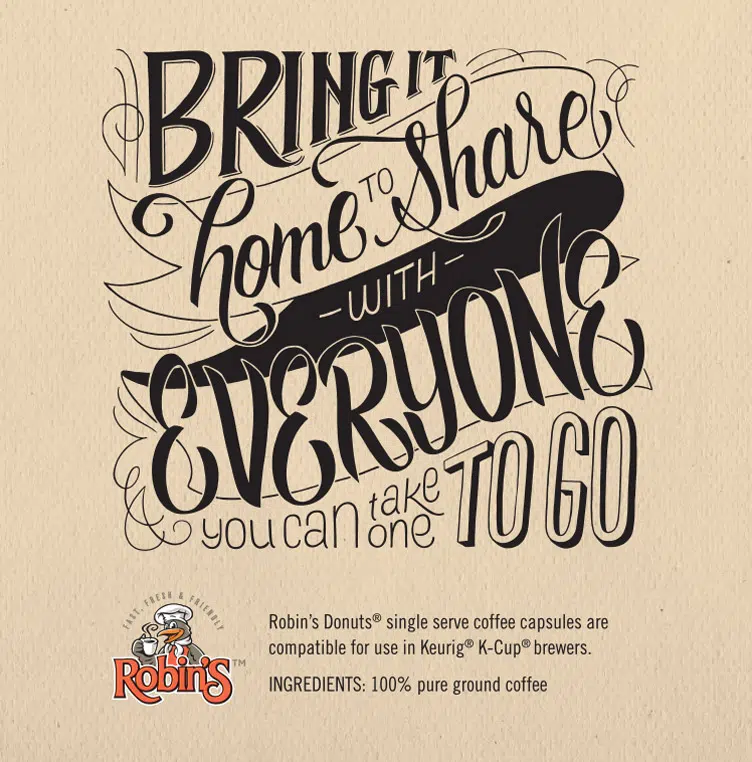 BRING IT
home TO share
- WITH -
EVERYONE
you can take one TO GO
FAST, FRESH & FRIENDLY
Robin's™
Robin's Donuts® single serve coffee capsules are
compatible for use in Keurig® K-Cup® brewers.
INGREDIENTS: 100% pure ground coffee